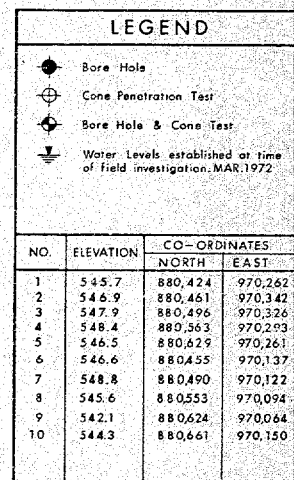 LEGEND
Bore Hole
Cone Penetration Test
Bore Hole & Cone Test
Water Levels established at time
of field investigation. MAR. 1972
NO. ELEVATION CO-ORDINATES
NORTH EAST
1 545.7 880,424 970,262
2 546.9 880,461 970,342
3 547.9 880,496 970,326
4 548.4 880,563 970,293
5 546.5 880,629 970,261
6 546.6 880,455 970,137
7 548.8 880,490 970,122
8 545.6 880,553 970,094
9 542.1 880,624 970,064
10 544.3 880,661 970,150